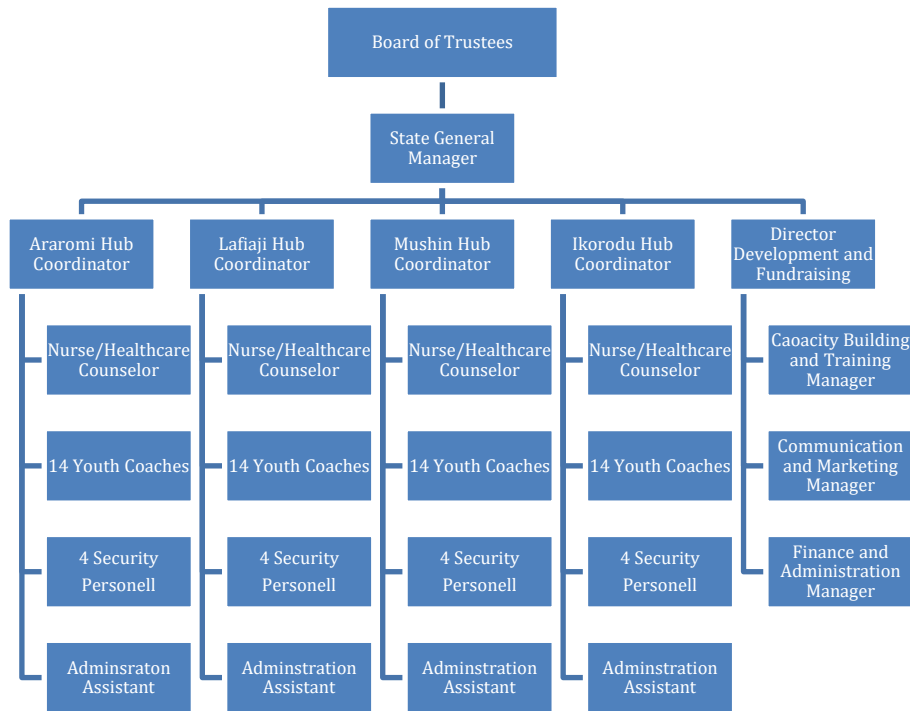 Board of Trustees
State General
Manager
Araromi Hub
Coordinator
Lafiaji Hub
Coordinator
Mushin Hub
Coordinator
Ikorodu Hub
Coordinator
Director
Development and
Fundraising
Nurse/Healthcare
Counselor
Nurse/Healthcare
Counselor
Nurse/Healthcare
Counselor
Nurse/Healthcare
Counselor
Caoacity Building
and Training
Manager
14 Youth Coaches
14 Youth Coaches
14 Youth Coaches
14 Youth Coaches
Communication
and Marketing
Manager
4 Security
Personell
4 Security
Personell
4 Security
Personell
4 Security
Personell
Finance and
Administration
Manager
Adminsraton
Assistant
Adminstration
Assistant
Adminstration
Assistant
Adminstration
Assistant